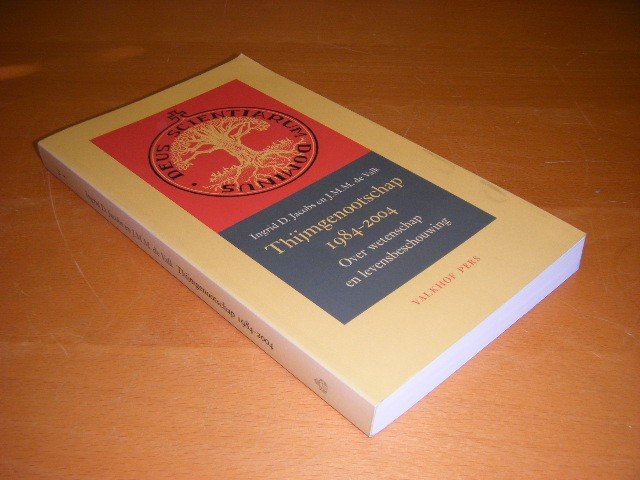 DEUS SCIENTIARUM DOMINUS
Ingrid D. Jacobs en J.M.M. de Valk
Thijmgenootschap
1984-2004
Over wetenschap
en levensbeschouwing
VALKHOF PERS
Ingrid D. Jacobs en J.M.M. de Valk Thijmgenootschap 1984-2004